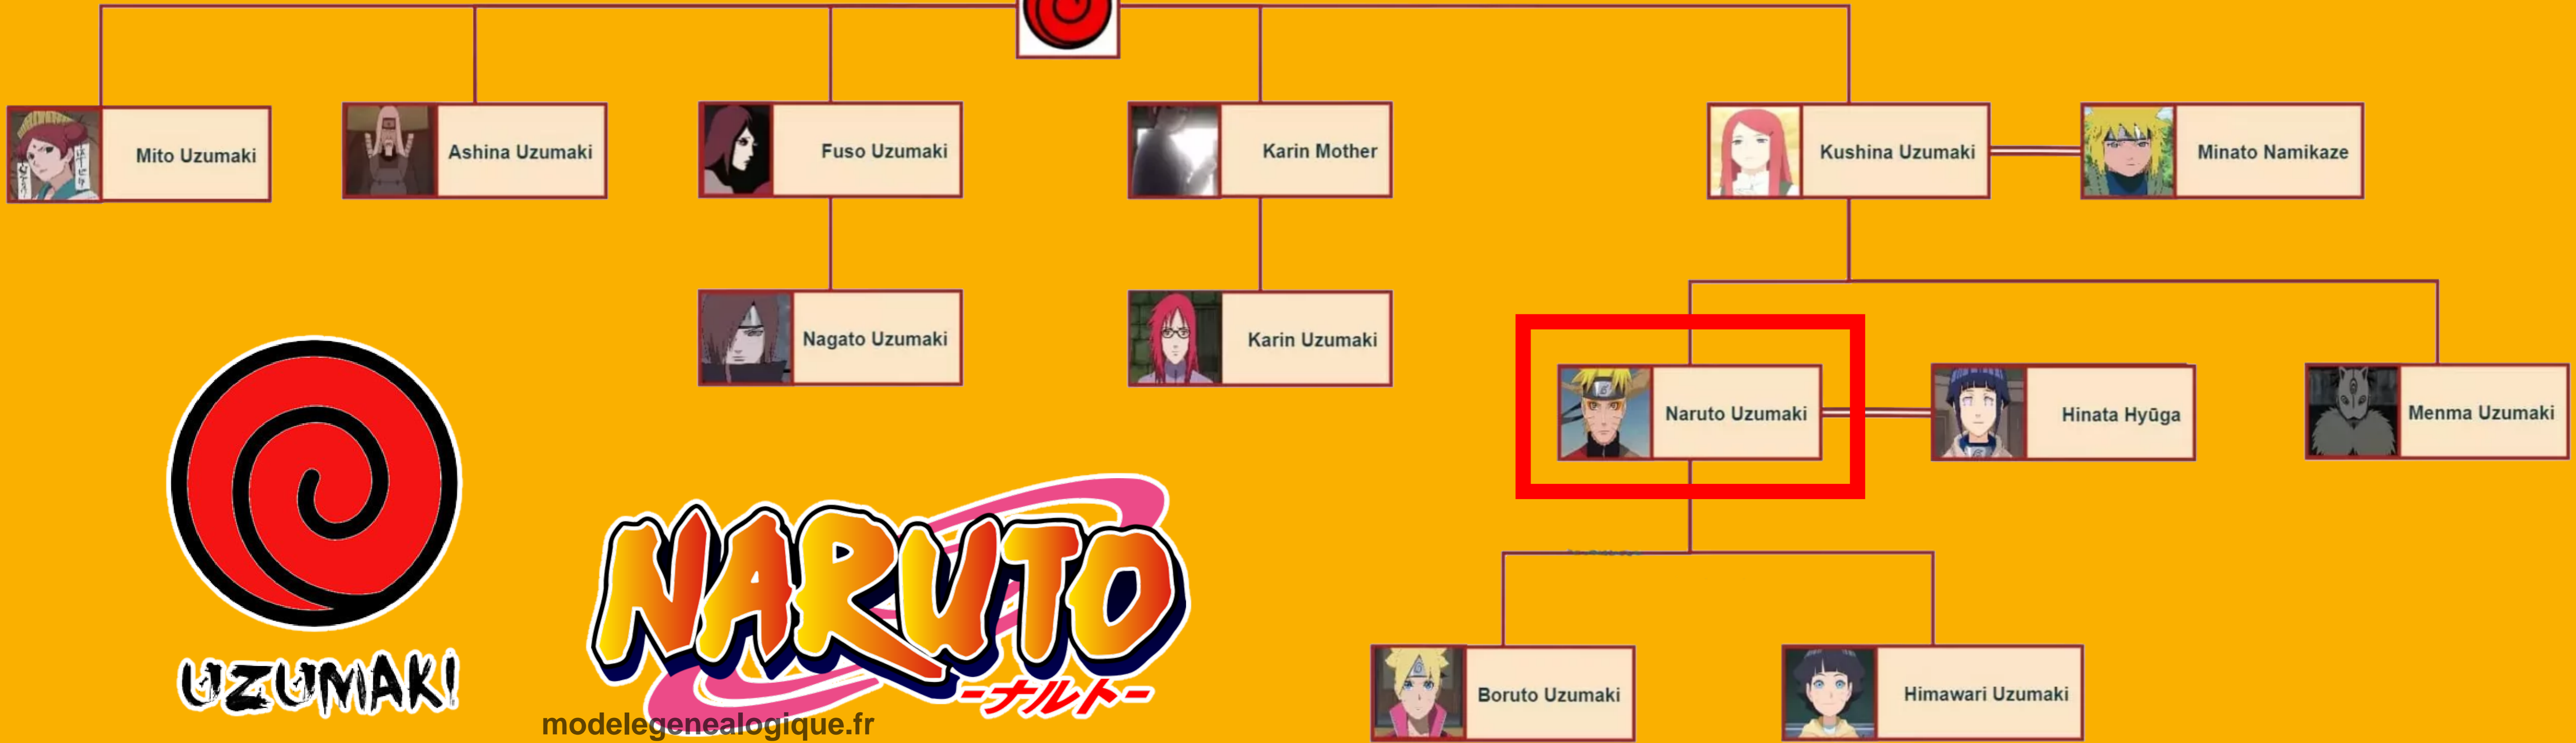 Mito Uzumaki
Ashina Uzumaki
Fuso Uzumaki
Karin Mother
Kushina Uzumaki
Minato Namikaze
Nagato Uzumaki
Karin Uzumaki
Naruto Uzumaki
Hinata Hyūga
Menma Uzumaki
UZUMAKI
NARUTO
-ナルト-
modelegenealogique.fr
Boruto Uzumaki
Himawari Uzumaki